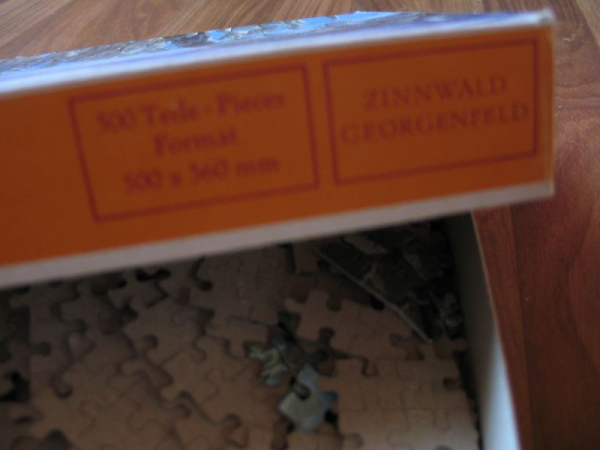 500 Teile - Pieces
Format
500 x 360 mm
ZINNWALD
GEORGENFELD